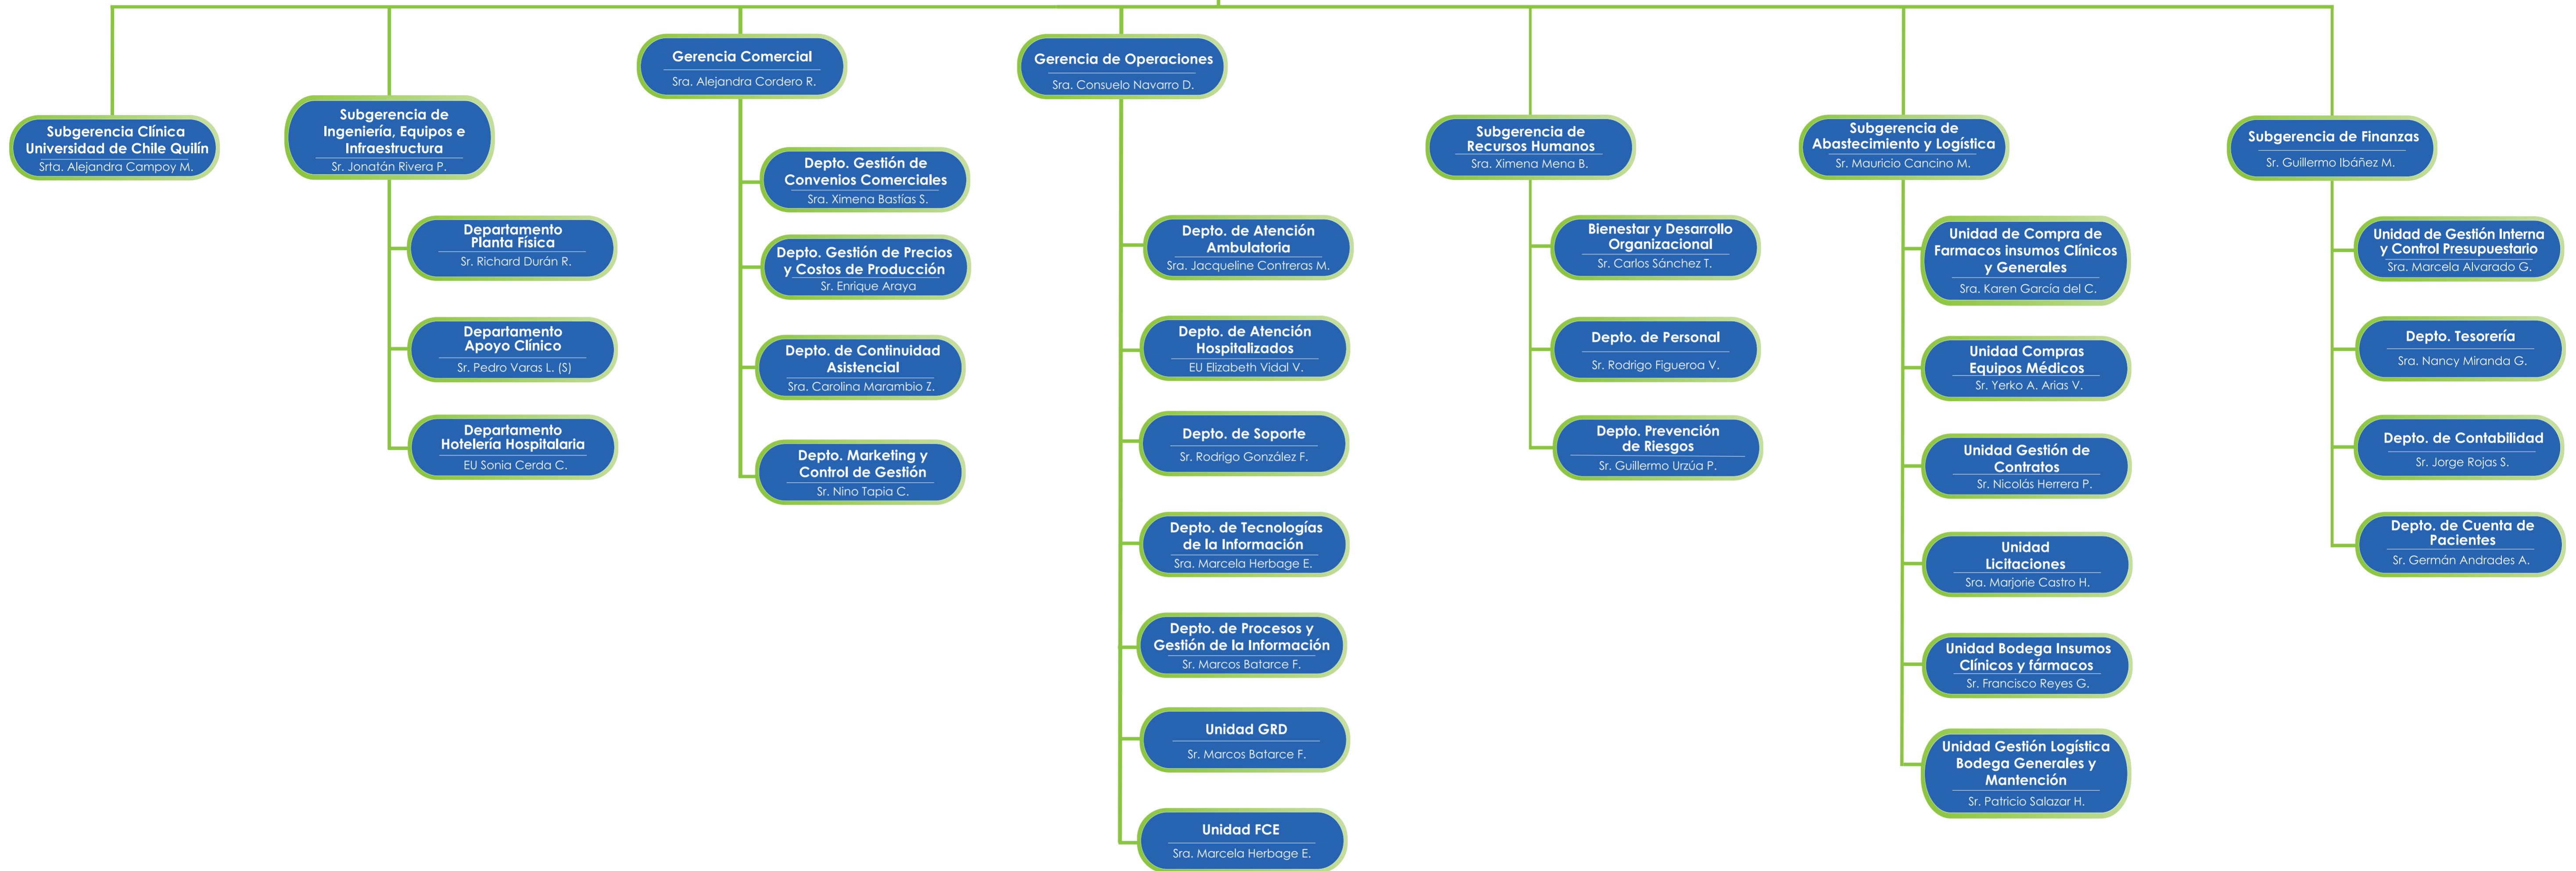 Subgerencia Clínica
Universidad de Chile Quilín
Srta. Alejandra Campoy M.
Subgerencia de
Ingeniería, Equipos e
Infraestructura
Sr. Jonatán Rivera P.
Departamento
Planta Física
Sr. Richard Durán R.
Departamento
Apoyo Clínico
Sr. Pedro Varas L. (S)
Departamento
Hotelería Hospitalaria
EU Sonia Cerda C.
Gerencia Comercial
Sra. Alejandra Cordero R.
Depto. Gestión de
Convenios Comerciales
Sra. Ximena Bastías S.
Depto. Gestión de Precios
y Costos de Producción
Sr. Enrique Araya
Depto. de Continuidad
Asistencial
Sra. Carolina Marambio Z.
Depto. Marketing y
Control de Gestión
Sr. Nino Tapia C.
Gerencia de Operaciones
Sra. Consuelo Navarro D.
Depto. de Atención
Ambulatoria
Sra. Jacqueline Contreras M.
Depto. de Atención
Hospitalizados
EU Elizabeth Vidal V.
Depto. de Soporte
Sr. Rodrigo González F.
Depto. de Tecnologías
de la Información
Sra. Marcela Herbage E.
Depto. de Procesos y
Gestión de la Información
Sr. Marcos Batarce F.
Unidad GRD
Sr. Marcos Batarce F.
Unidad FCE
Sra. Marcela Herbage E.
Subgerencia de
Recursos Humanos
Sra. Ximena Mena B.
Bienestar y Desarrollo
Organizacional
Sr. Carlos Sánchez T.
Depto. de Personal
Sr. Rodrigo Figueroa V.
Depto. Prevención
de Riesgos
Sr. Guillermo Urzúa P.
Subgerencia de
Abastecimiento y Logística
Sr. Mauricio Cancino M.
Unidad de Compra de
Farmacos insumos Clínicos
y Generales
Sra. Karen García del C.
Unidad Compras
Equipos Médicos
Sr. Yerko A. Arias V.
Unidad Gestión de
Contratos
Sr. Nicolás Herrera P.
Unidad
Licitaciones
Sra. Marjorie Castro H.
Unidad Bodega Insumos
Clínicos y fármacos
Sr. Francisco Reyes G.
Unidad Gestión Logística
Bodega Generales y
Mantención
Sr. Patricio Salazar H.
Subgerencia de Finanzas
Sr. Guillermo Ibáñez M.
Unidad de Gestión Interna
y Control Presupuestario
Sra. Marcela Alvarado G.
Depto. Tesorería
Sra. Nancy Miranda G.
Depto. de Contabilidad
Sr. Jorge Rojas S.
Depto. de Cuenta de
Pacientes
Sr. Germán Andrades A.